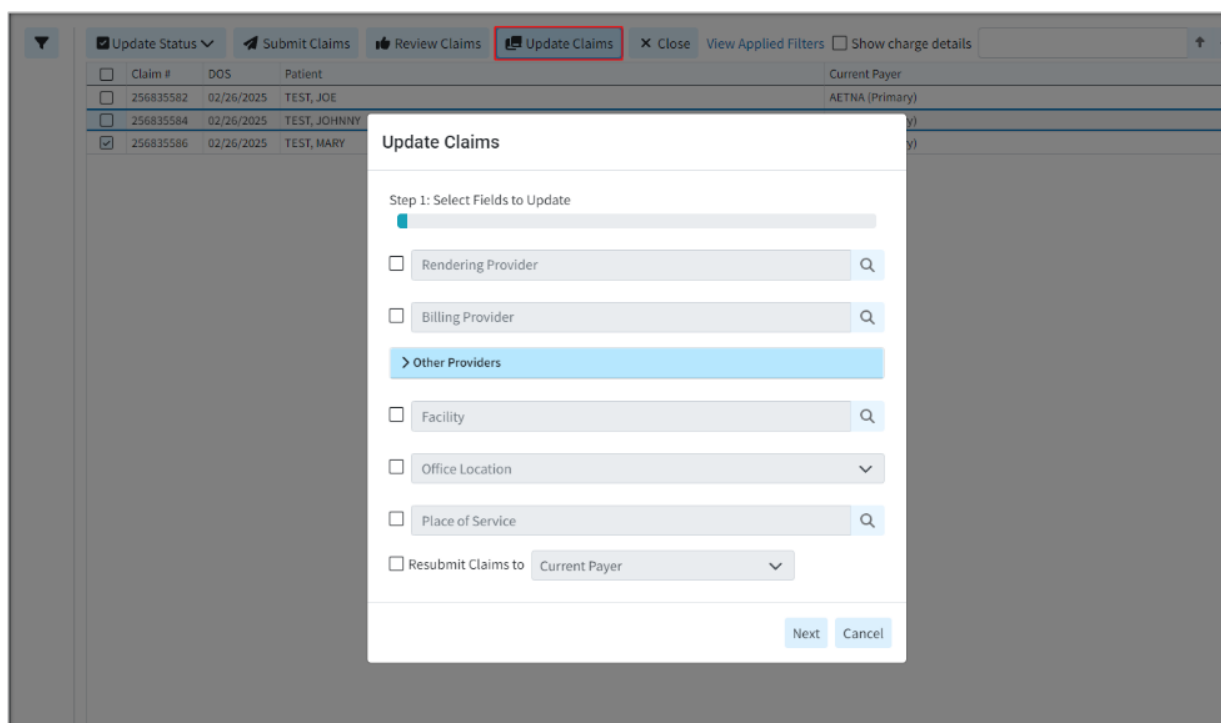 Update Status Submit Claims Review Claims Update Claims Close View Applied Filters Show charge details
Claim # DOS Patient Current Payer
256835582 02/26/2025 TEST, JOE AETNA (Primary)
256835584 02/26/2025 TEST, JOHNNY y)
256835586 02/26/2025 TEST, MARY y)
Update Claims
Step 1: Select Fields to Update
Rendering Provider
Billing Provider
Other Providers
Facility
Office Location
Place of Service
Resubmit Claims to Current Payer
Next Cancel